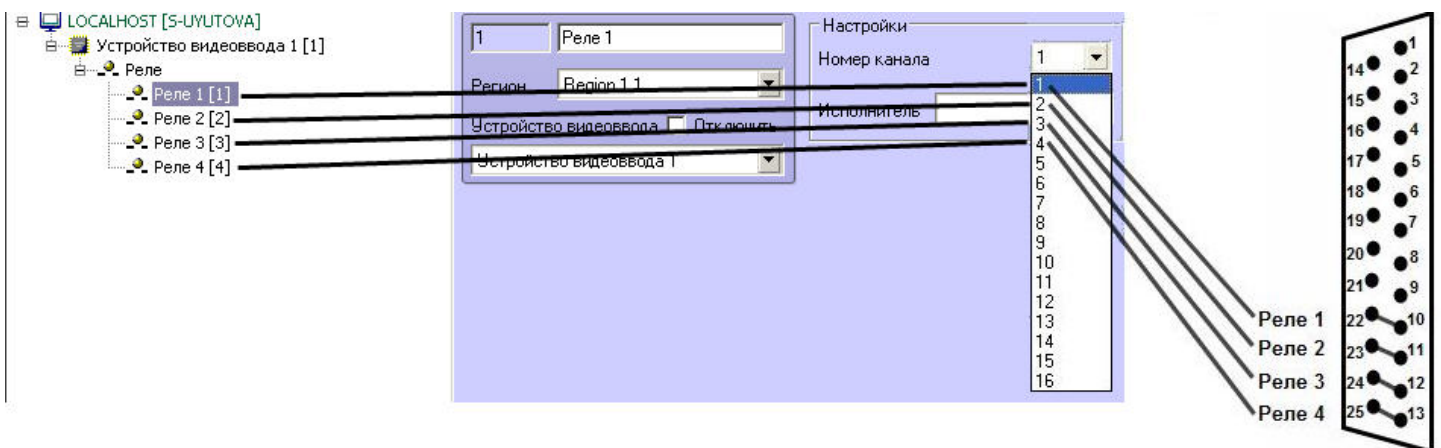 LOCALHOST [S-UYUTOVA]
Устройство видеоввода 1 [1]
Реле
Реле 1 [1]
Реле 2 [2]
Реле 3 [3]
Реле 4 [4]
1 Реле 1
Регион Region 1.1
Устройство видеоввода Отключить
Устройство видеоввода 1
Настройки
Номер канала 1
Исполнитель
1
2
3
4
5
6
7
8
9
10
11
12
13
14
15
16
Реле 1
Реле 2
Реле 3
Реле 4
1
14
2
15
3
16
4
17
5
18
6
19
7
20
8
21
9
22
10
23
11
24
12
25
13